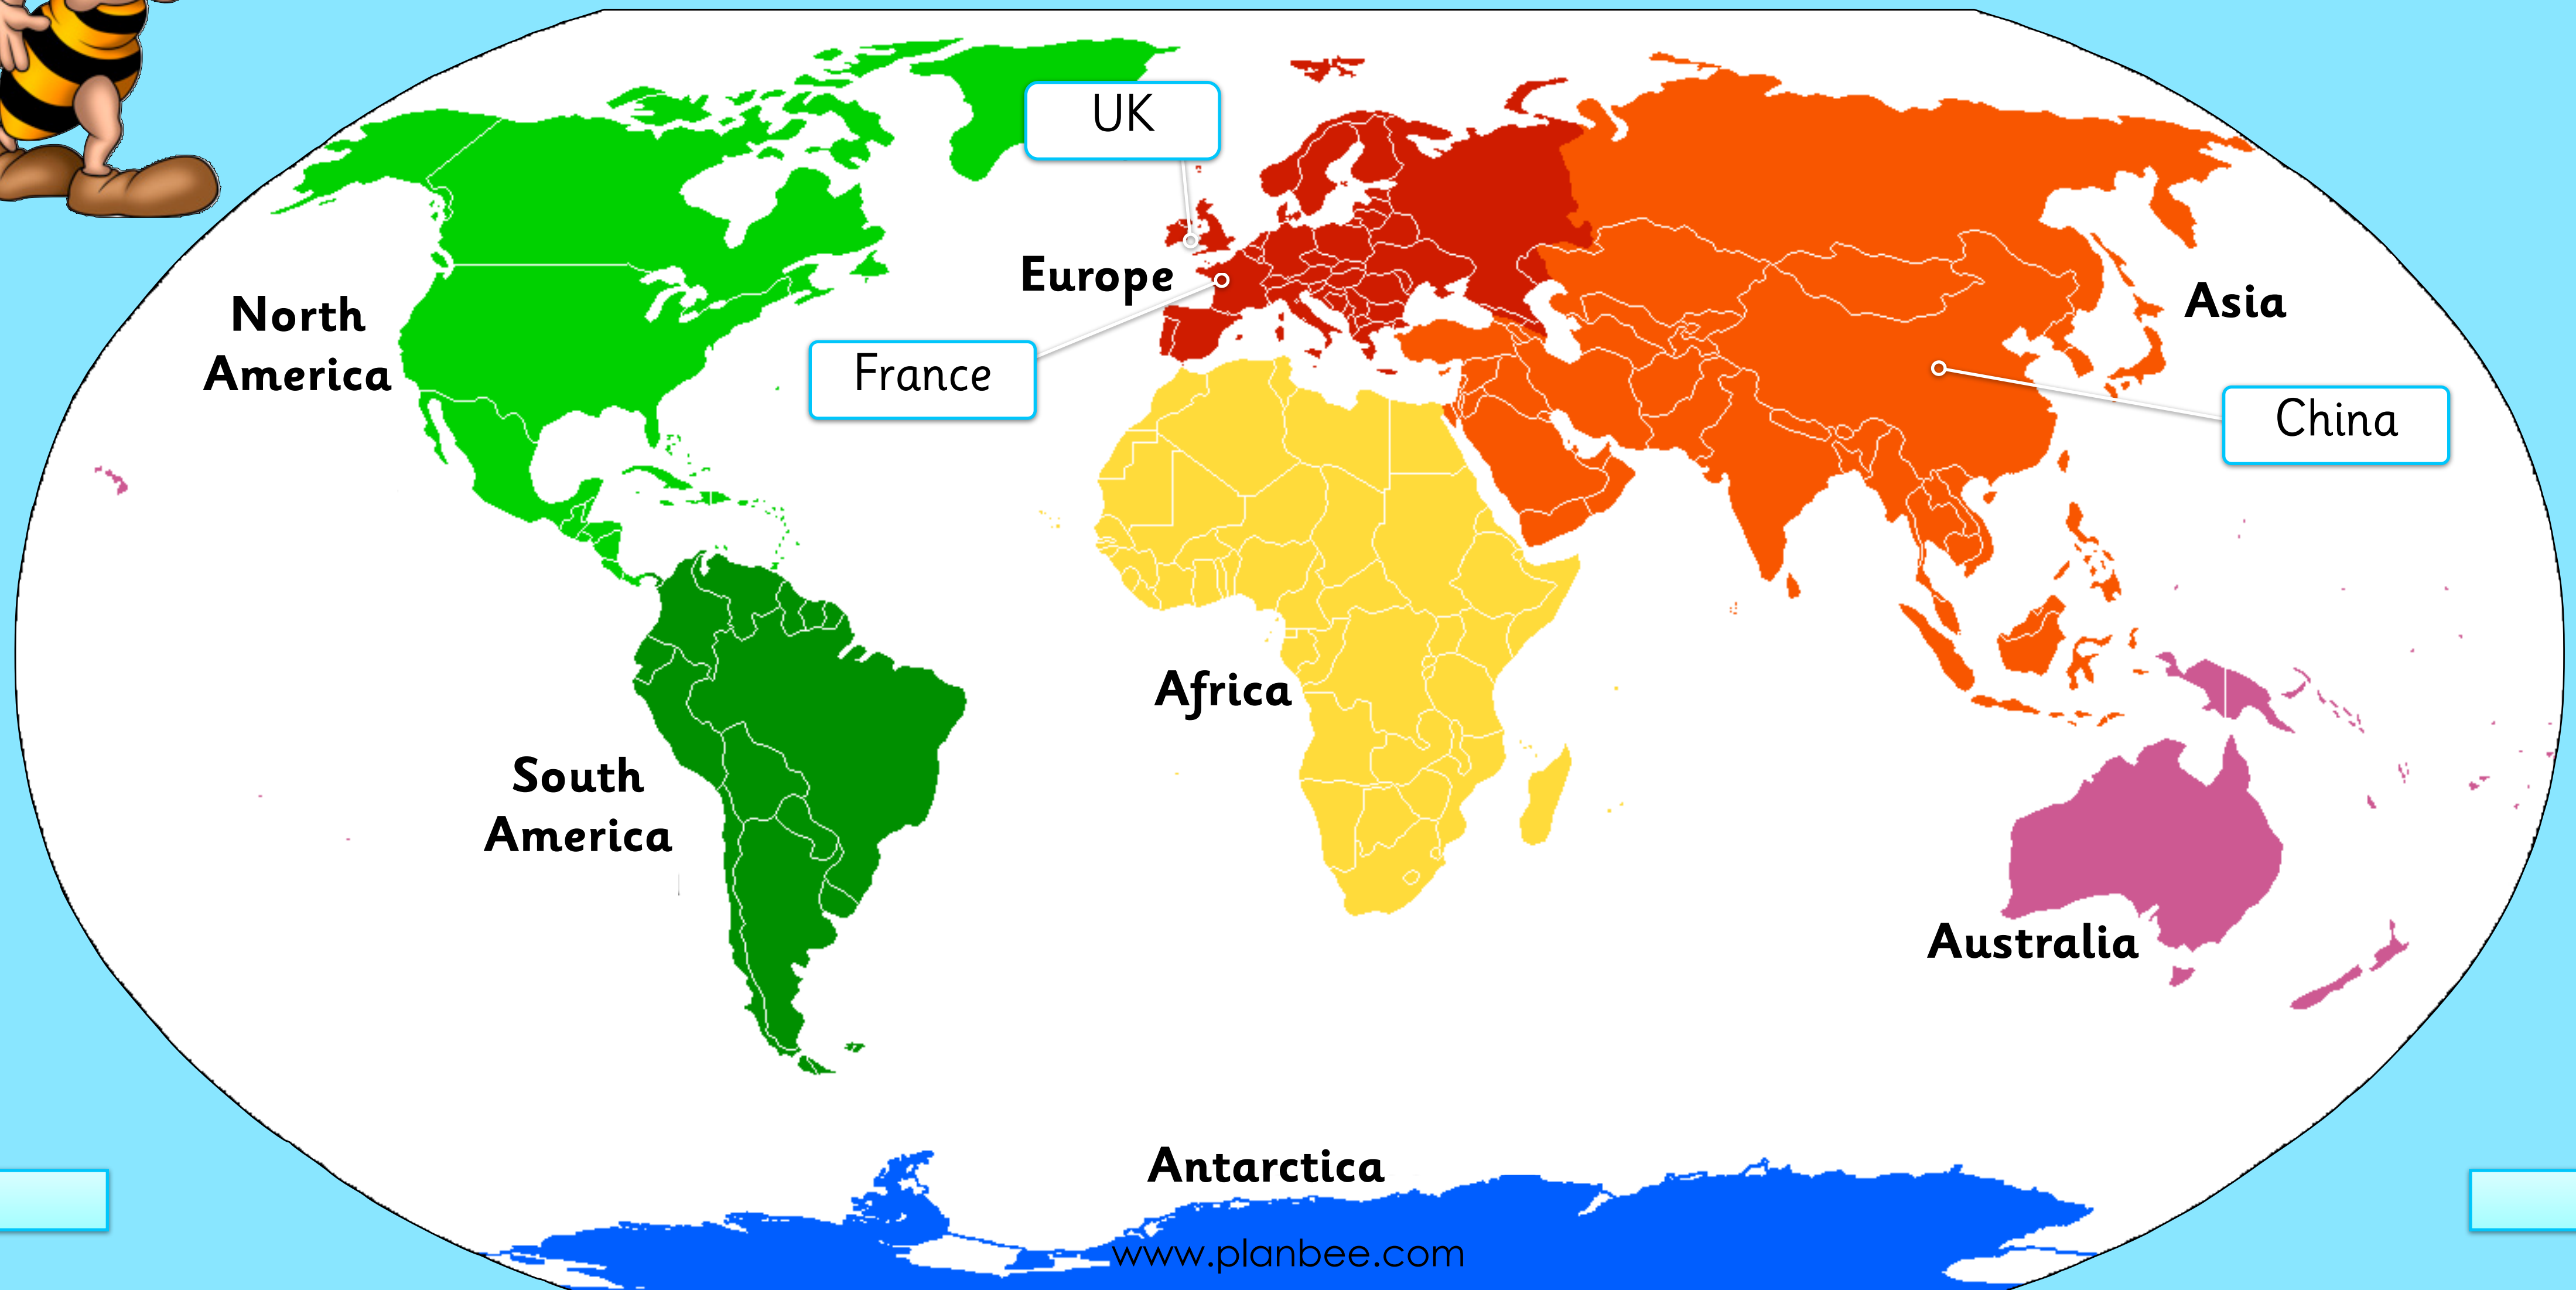 UK
Europe
North
America
Asia
France
China
Africa
South
America
Australia
Antarctica
www.planbee.com